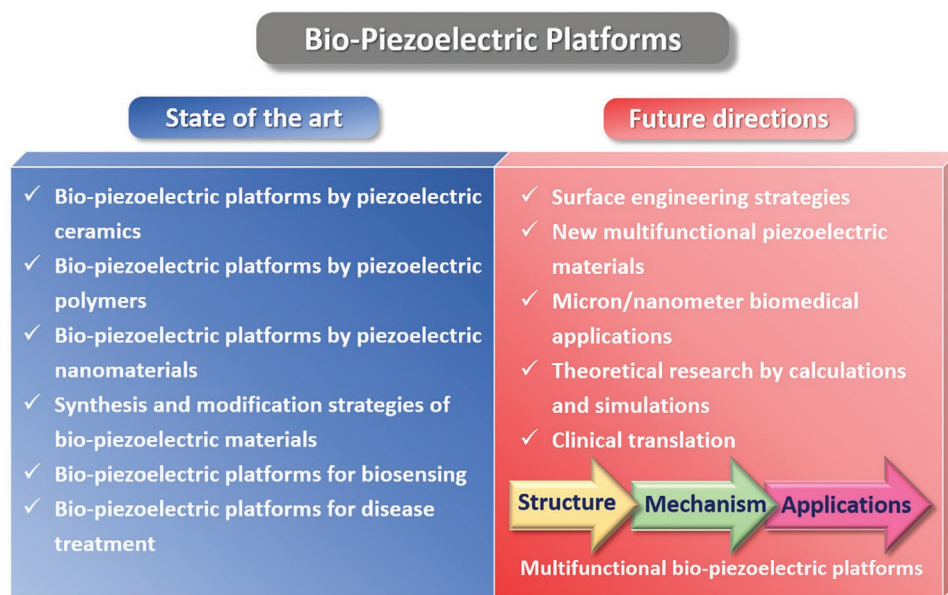 Bio-Piezoelectric Platforms
State of the art
✓ Bio-piezoelectric platforms by piezoelectric
ceramics
✓ Bio-piezoelectric platforms by piezoelectric
polymers
✓ Bio-piezoelectric platforms by piezoelectric
nanomaterials
✓ Synthesis and modification strategies of
bio-piezoelectric materials
✓ Bio-piezoelectric platforms for biosensing
✓ Bio-piezoelectric platforms for disease
treatment
Future directions
✓ Surface engineering strategies
✓ New multifunctional piezoelectric
materials
✓ Micron/nanometer biomedical
applications
✓ Theoretical research by calculations
and simulations
✓ Clinical translation
Structure Mechanism Applications
Multifunctional bio-piezoelectric platforms